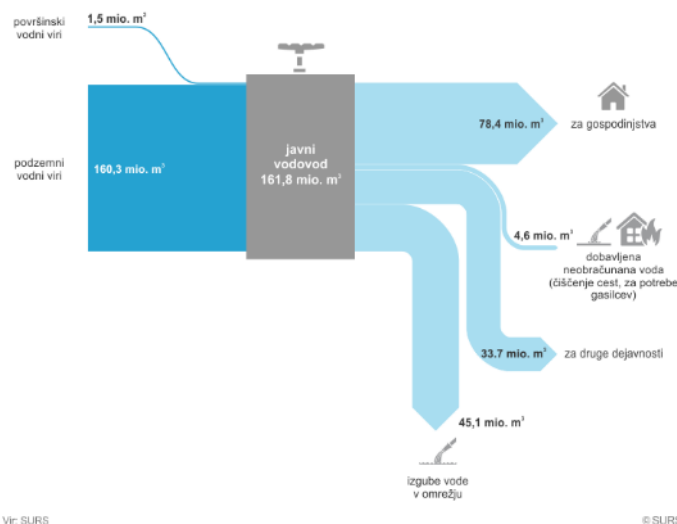 površinski
vodni viri
1,5 mio. m³
podzemni
vodni viri
160,3 mio. m³
javni
vodovod
161,8 mio. m³
78,4 mio. m³
za gospodinjstva
4,6 mio. m³
dobavljena
neobračunana voda
(čiščenje cest, za potrebe
gasilcev)
33.7 mio. m³
za druge dejavnosti
45,1 mio. m³
izgube vode
v omrežju
Vir: SURS
© SURS